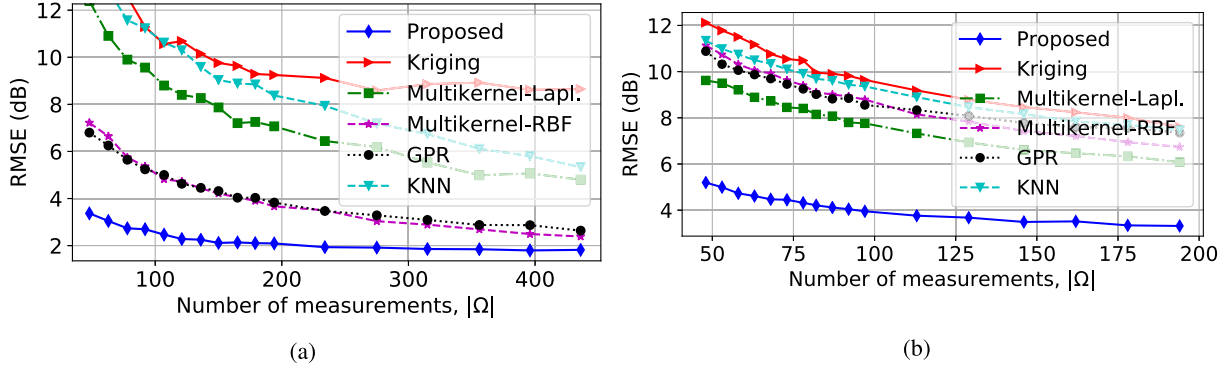 12
10
8
6
4
2
RMSE (dB)
100
200
300
400
Number of measurements, |Ω|
Proposed
Kriging
Multikernel-Lapl.
Multikernel-RBF
GPR
KNN
(a)
12
10
8
6
4
RMSE (dB)
50
75
100
125
150
175
200
Number of measurements, |Ω|
Proposed
Kriging
Multikernel-Lapl.
Multikernel-RBF
GPR
KNN
(b)